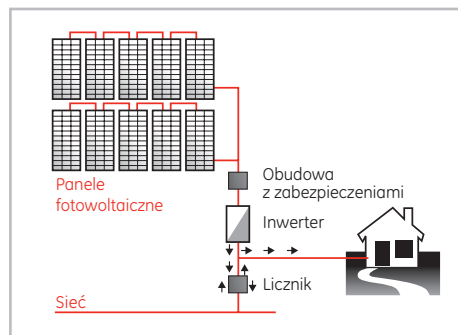 Panele
fotowoltaiczne
Obudowa
z zabezpieczeniami
Inwerter
Licznik
Sieć